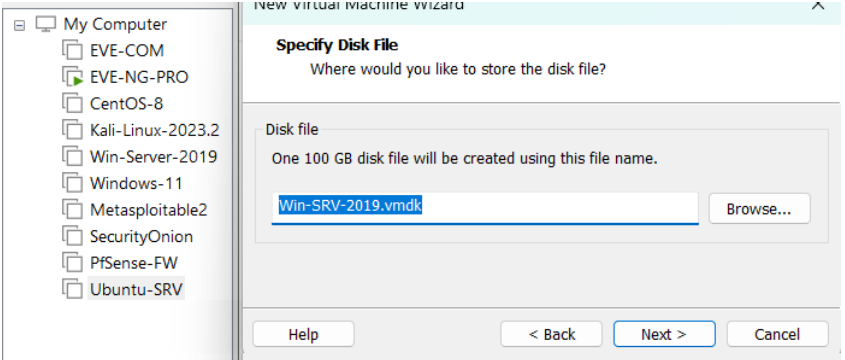 My Computer
EVE-COM
EVE-NG-PRO
CentOS-8
Kali-Linux-2023.2
Win-Server-2019
Windows-11
Metasploitable2
SecurityOnion
PfSense-FW
Ubuntu-SRV
New Virtual Machine Wizard
Specify Disk File
Where would you like to store the disk file?
Disk file
One 100 GB disk file will be created using this file name.
Win-SRV-2019.vmdk
Browse...
Help
< Back
Next >
Cancel